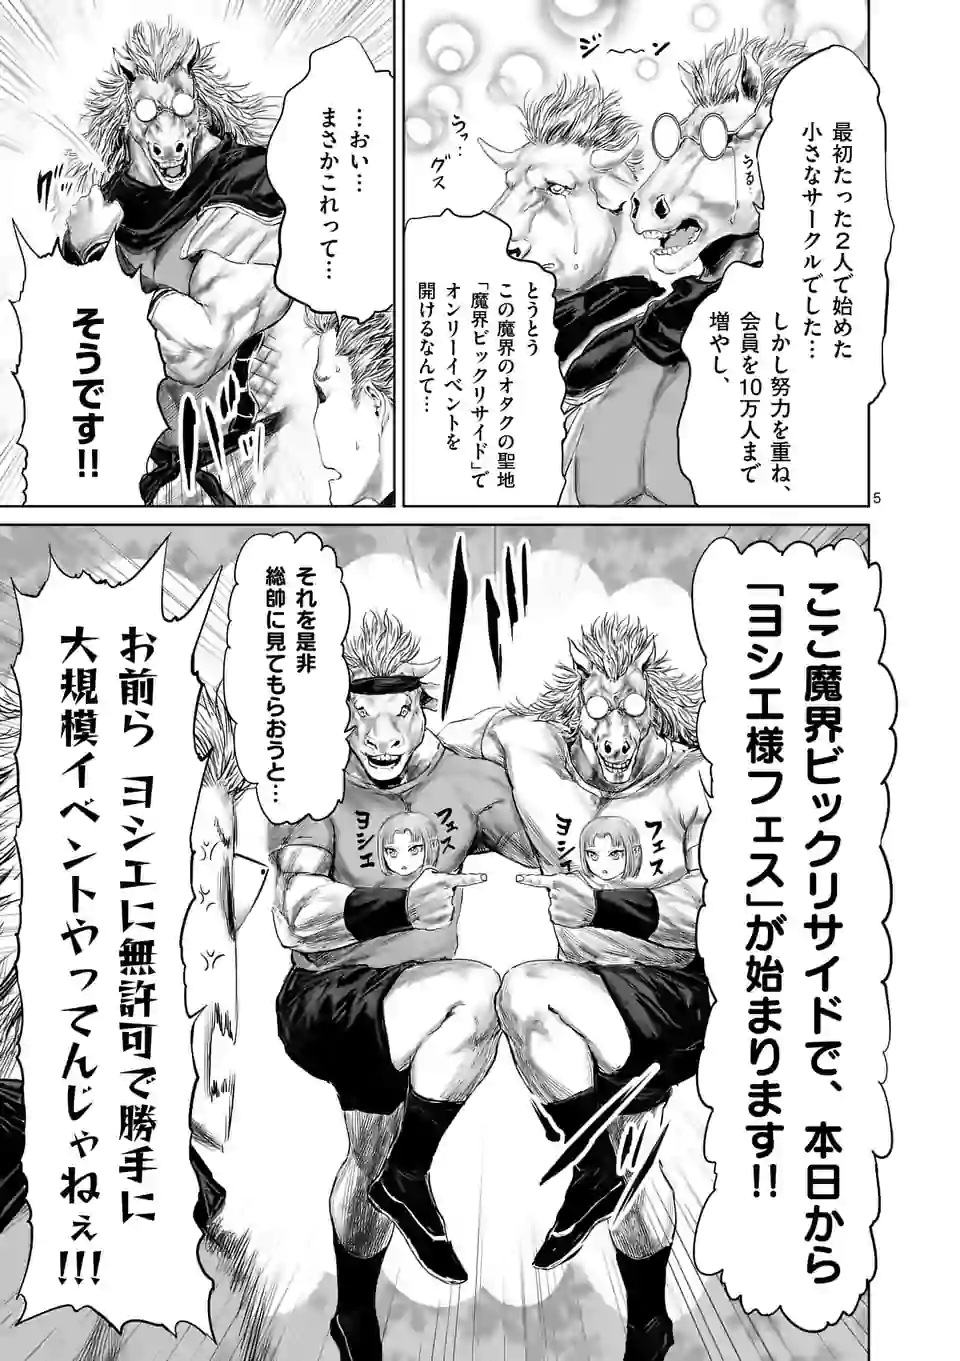 最初たった2人で始めた
小さなサークルでした…
しかし努力を重ね、
会員を10万人まで
増やし、
ジーン
うる…
うっ…
グス
とうとう
この魔界のオタクの聖地
「魔界ビックリサイド」で
オンリーイベントを
開けるなんて…
…おい…
まさかこれって…
そうです!!
5
ここ魔界ビックリサイドで、本日から
「ヨシエ様フェス」が始まります!!
フェス
ヨシエ
フェス
ヨシエ
それを是非
総帥に見てもらおうと…
お前ら ヨシエに無許可で勝手に
大規模イベントやってんじゃねぇ!!!